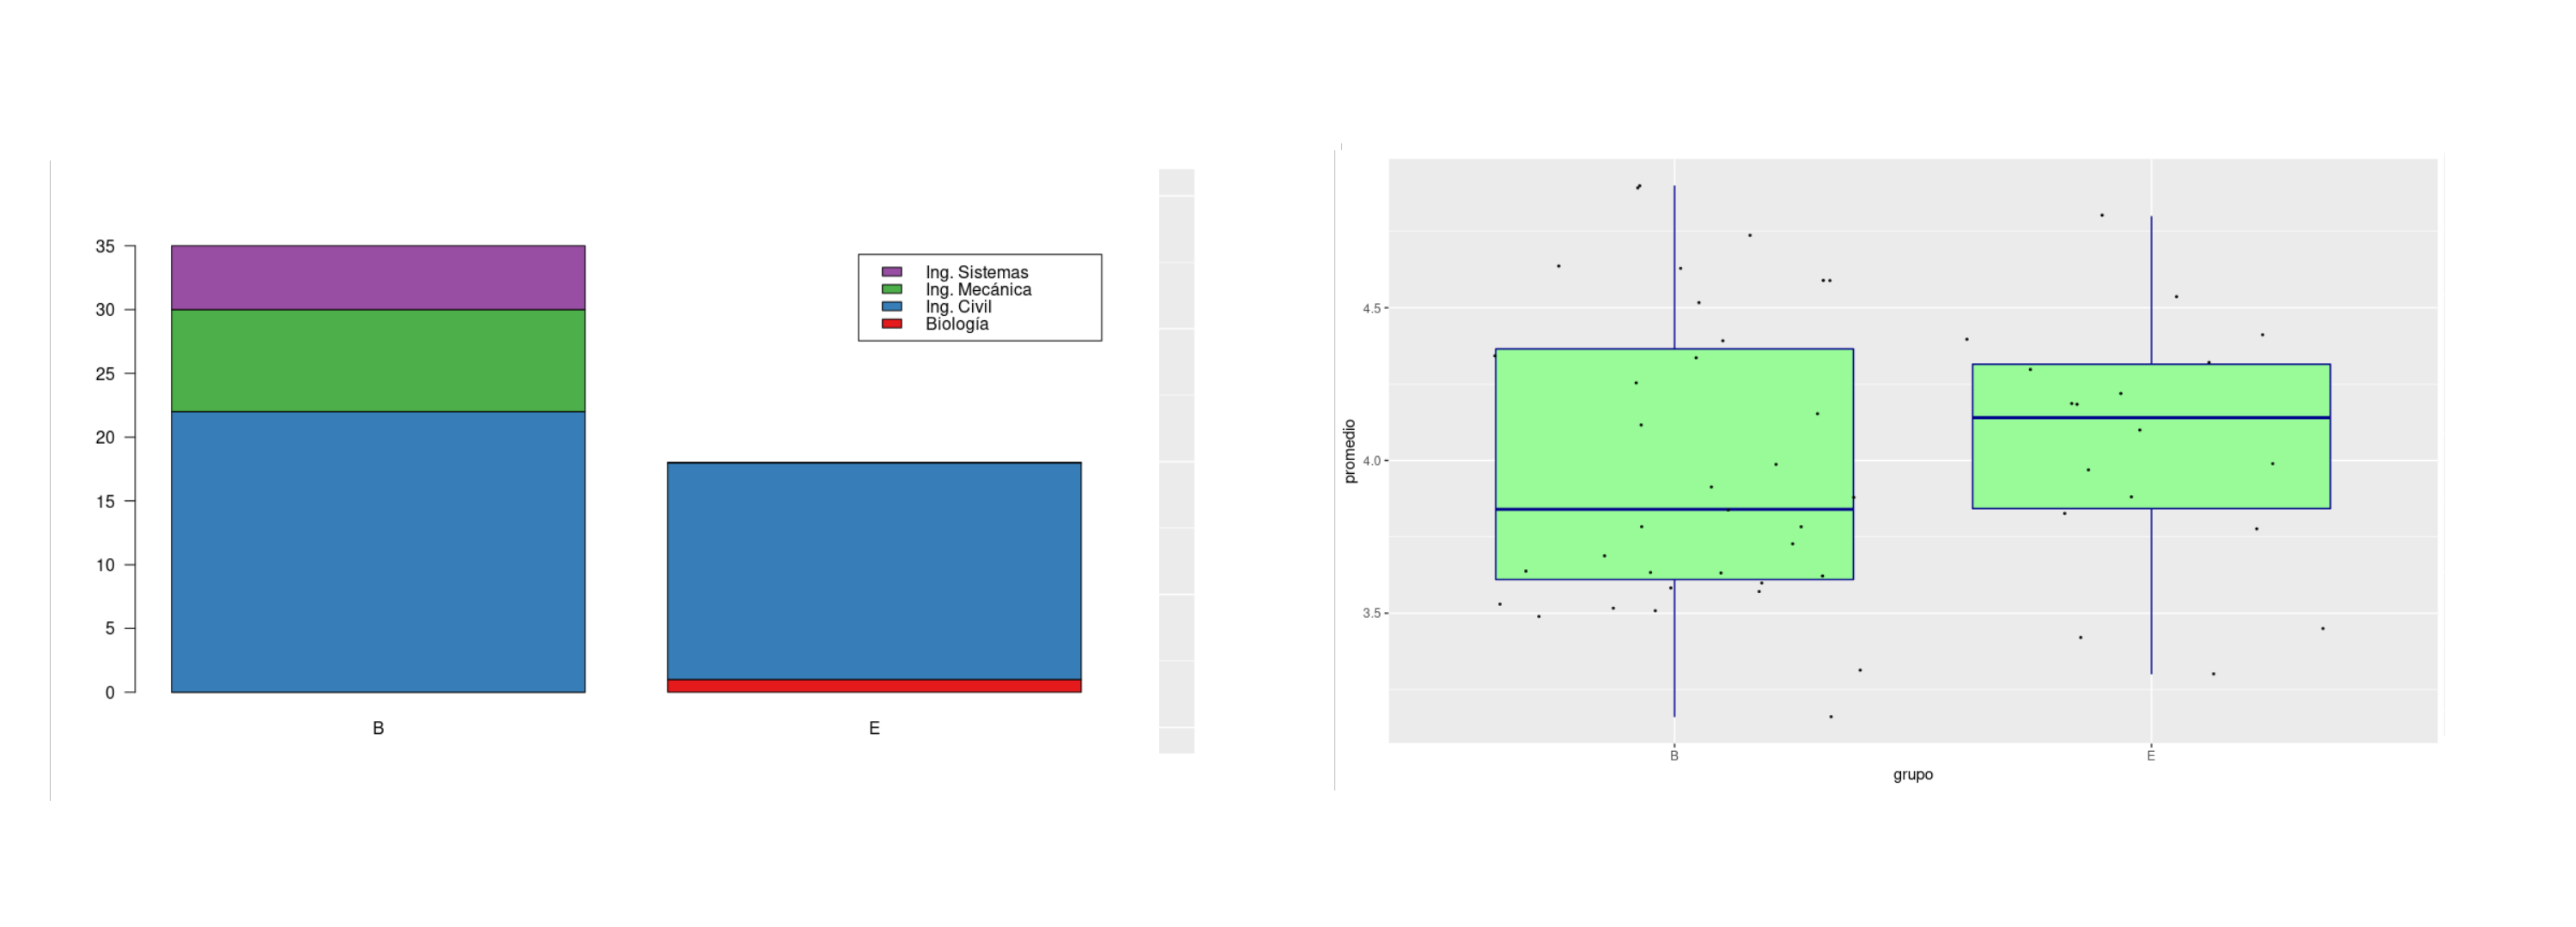 35
30
25
20
15
10
5
0
B
E
Ing. Sistemas
Ing. Mecánica
Ing. Civil
Biología
promedio
4.5
4.0
3.5
B
E
grupo